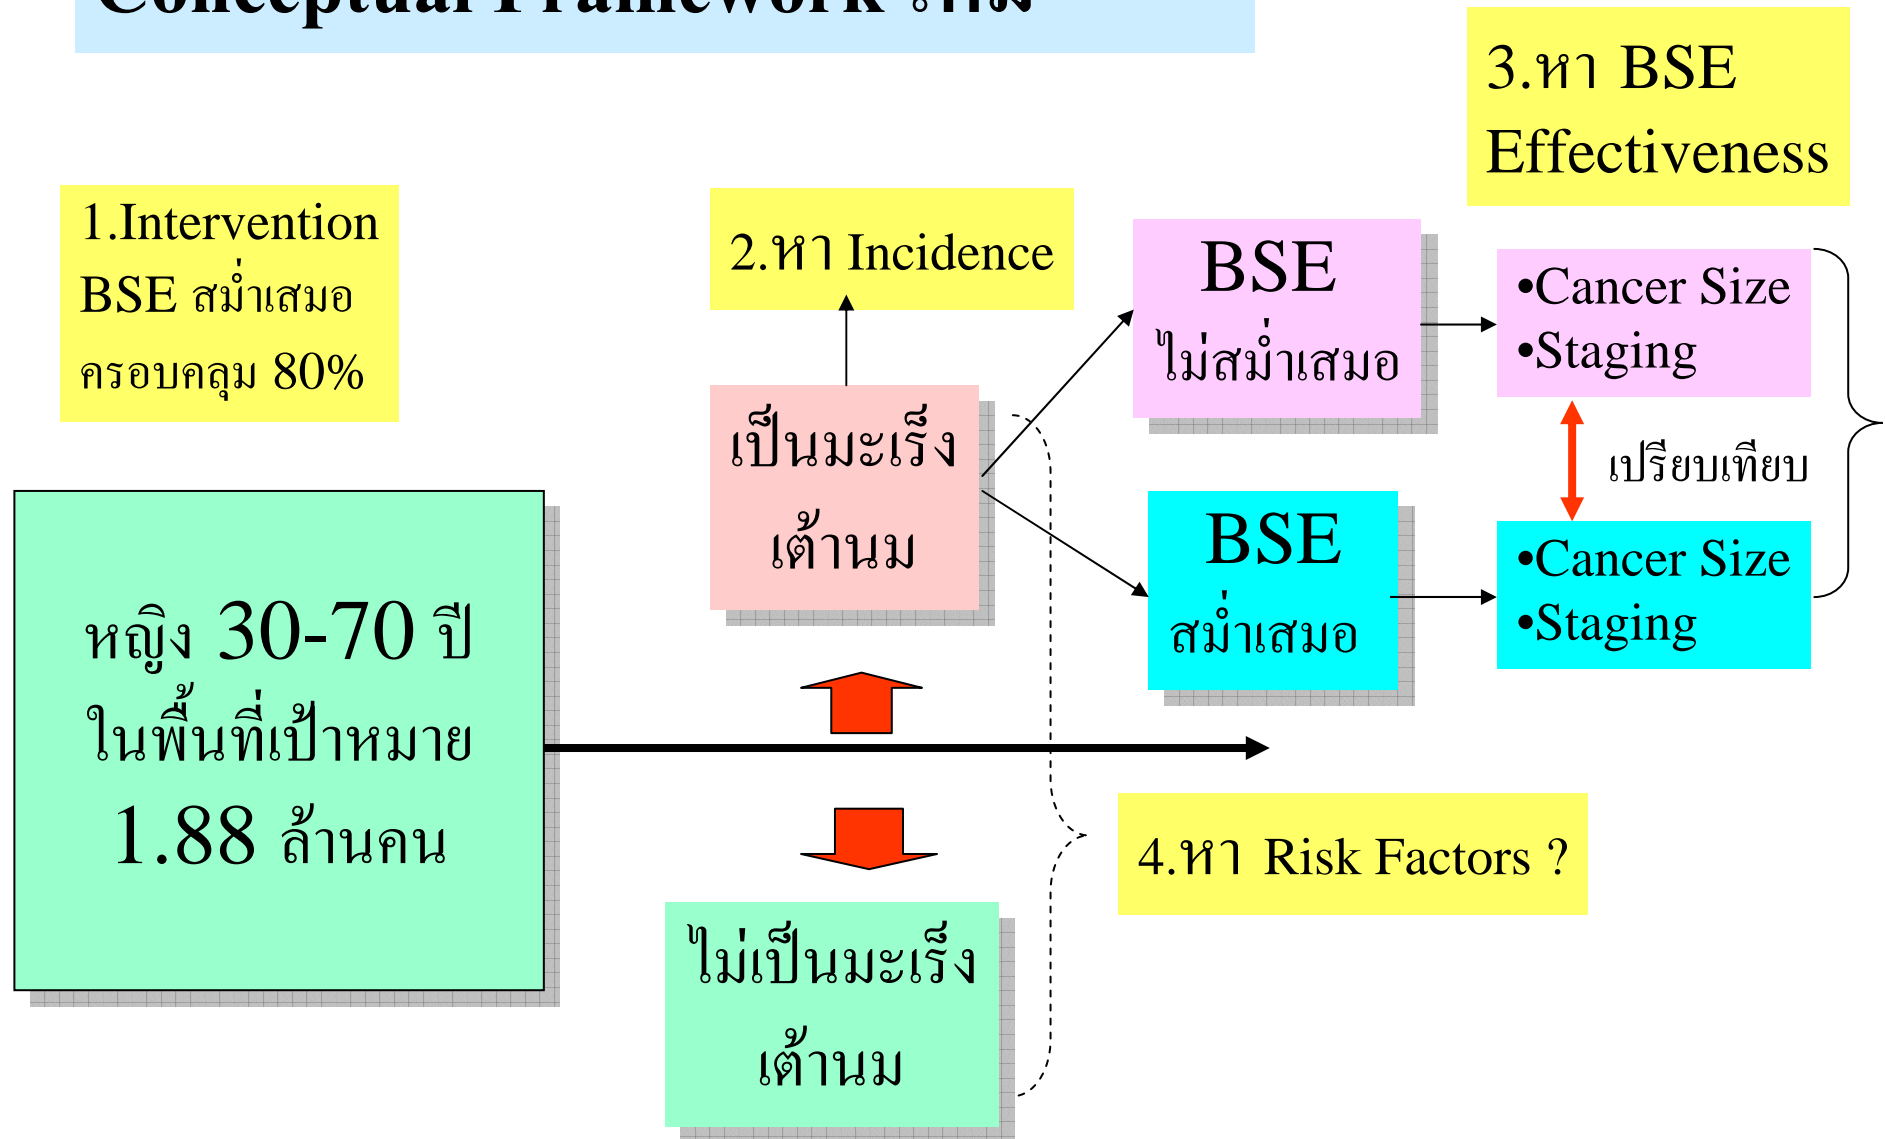 Conceptual Framework เดิม
3.หา BSE
Effectiveness
1.Intervention
BSE สม่ำเสมอ
ครอบคลุม 80%
2.หา Incidence
BSE
ไม่สม่ำเสมอ
•Cancer Size
•Staging
เป็นมะเร็ง
เต้านม
เปรียบเทียบ
BSE
สม่ำเสมอ
•Cancer Size
•Staging
หญิง 30-70 ปี
ในพื้นที่เป้าหมาย
1.88 ล้านคน
4.หา Risk Factors ?
ไม่เป็นมะเร็ง
เต้านม